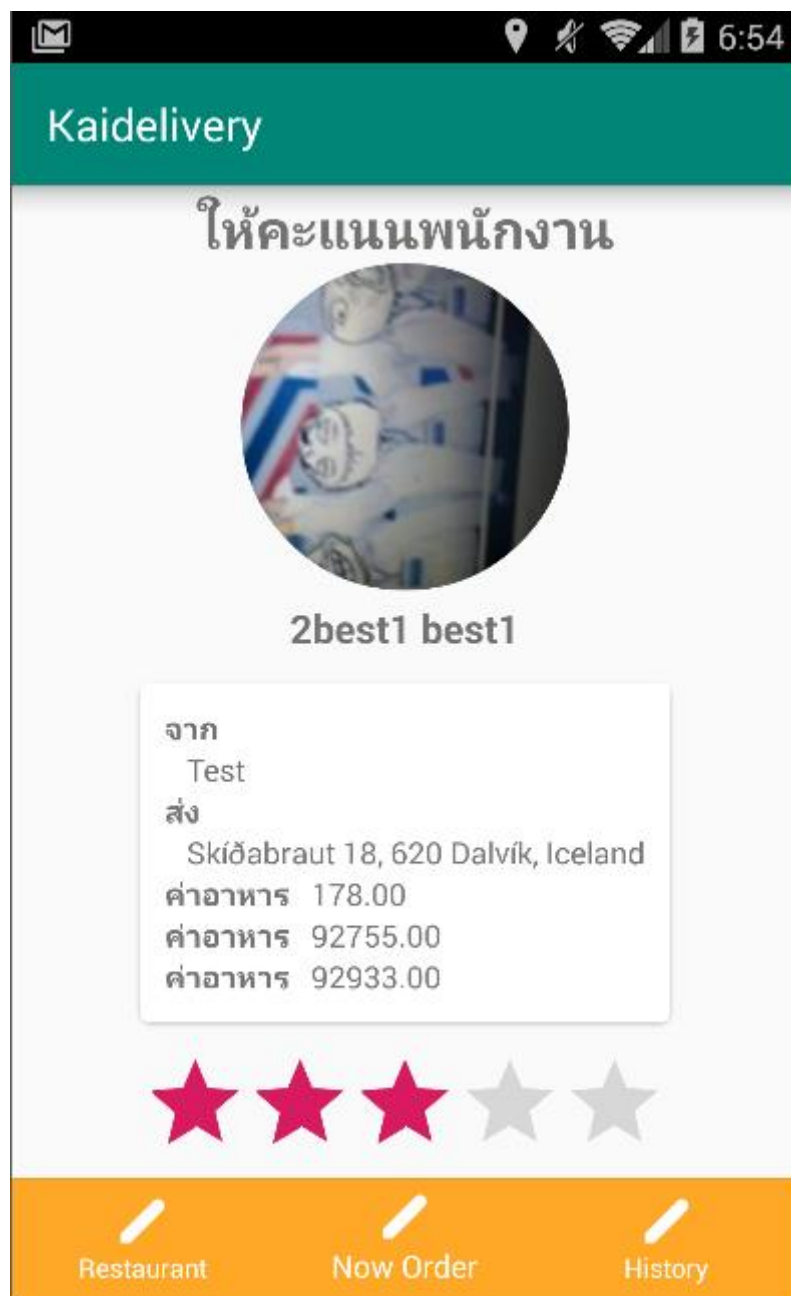 6:54
Kaidelivery
ให้คะแนนพนักงาน
2best1 best1
จาก
Test
ส่ง
Skíðabraut 18, 620 Dalvík, Iceland
ค่าอาหาร 178.00
ค่าอาหาร 92755.00
ค่าอาหาร 92933.00
Restaurant Now Order History